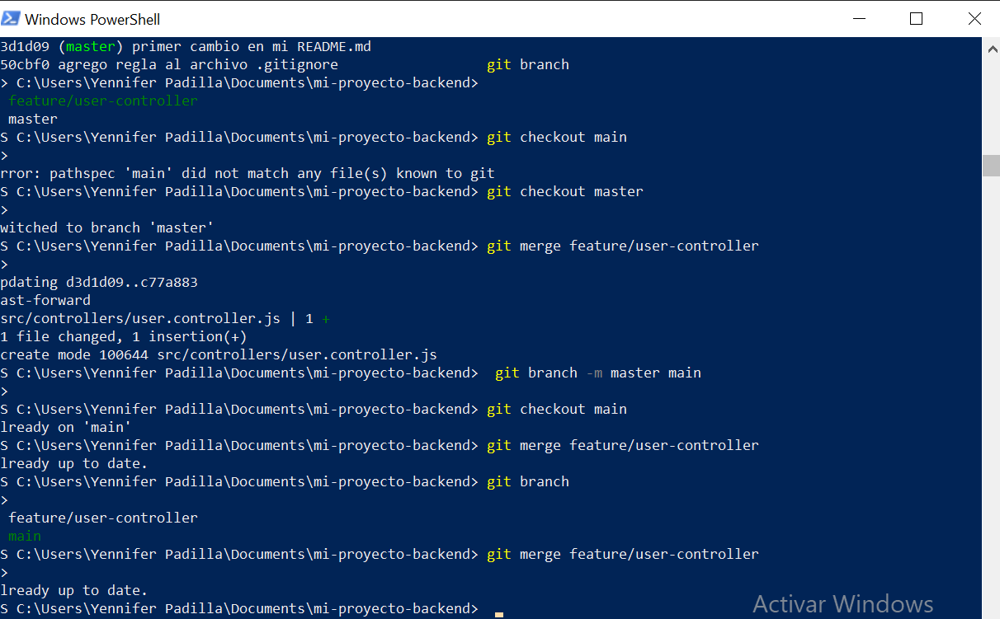 Windows PowerShell
3d1d09 (master) primer cambio en mi README.md
50cbf0 agrego regla al archivo .gitignore git branch
> C:\Users\Yennifer Padilla\Documents\mi-proyecto-backend>
feature/user-controller
master
S C:\Users\Yennifer Padilla\Documents\mi-proyecto-backend> git checkout main
>
rror: pathspec 'main' did not match any file(s) known to git
S C:\Users\Yennifer Padilla\Documents\mi-proyecto-backend> git checkout master
>
witched to branch 'master'
S C:\Users\Yennifer Padilla\Documents\mi-proyecto-backend> git merge feature/user-controller
>
pdating d3d1d09..c77a883
ast-forward
src/controllers/user.controller.js | 1 +
1 file changed, 1 insertion(+)
create mode 100644 src/controllers/user.controller.js
S C:\Users\Yennifer Padilla\Documents\mi-proyecto-backend>  git branch -m master main
>
S C:\Users\Yennifer Padilla\Documents\mi-proyecto-backend> git checkout main
lready on 'main'
S C:\Users\Yennifer Padilla\Documents\mi-proyecto-backend> git merge feature/user-controller
lready up to date.
S C:\Users\Yennifer Padilla\Documents\mi-proyecto-backend> git branch
>
feature/user-controller
main
S C:\Users\Yennifer Padilla\Documents\mi-proyecto-backend> git merge feature/user-controller
>
lready up to date.
S C:\Users\Yennifer Padilla\Documents\mi-proyecto-backend>
Activar Windows